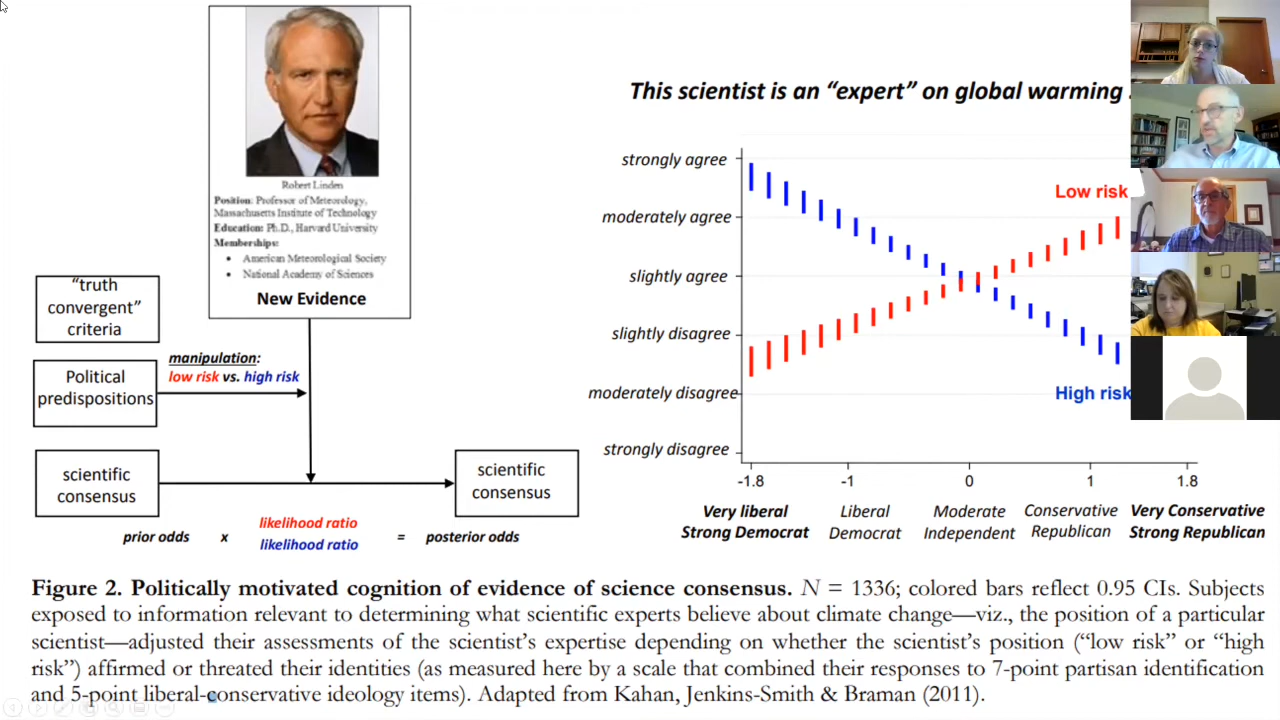 Robert Linden
Position: Professor of Meteorology,
Massachusetts Institute of Technology
Education: Ph.D., Harvard University
Memberships:
• American Meteorological Society
• National Academy of Sciences
New Evidence
"truth
convergent"
criteria
Political
predispositions
manipulation:
low risk vs. high risk
scientific
consensus
scientific
consensus
prior odds x likelihood ratio = posterior odds
likelihood ratio
This scientist is an “expert” on global warming
strongly agree
moderately agree
slightly agree
slightly disagree
moderately disagree
strongly disagree
Low risk
High risk
-1.8 -1 0 1 1.8
Very liberal
Strong Democrat
Liberal
Democrat
Moderate
Independent
Conservative
Republican
Very Conservative
Strong Republican
Figure 2. Politically motivated cognition of evidence of science consensus. N = 1336; colored bars reflect 0.95 CIs. Subjects
exposed to information relevant to determining what scientific experts believe about climate change—viz., the position of a particular
scientist—adjusted their assessments of the scientist’s expertise depending on whether the scientist’s position (“low risk” or “high
risk”) affirmed or threated their identities (as measured here by a scale that combined their responses to 7-point partisan identification
and 5-point liberal-conservative ideology items). Adapted from Kahan, Jenkins-Smith & Braman (2011).